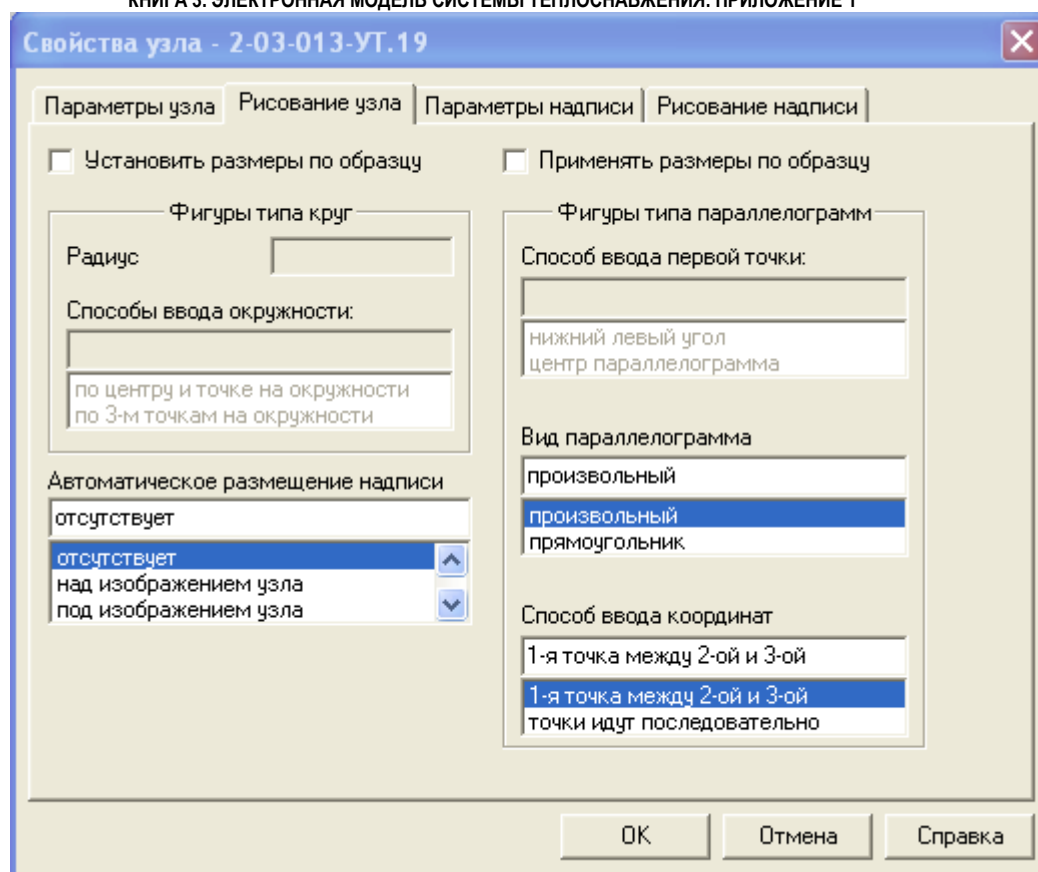 КНИГА 3. ЭЛЕКТРОННАЯ МОДЕЛЬ СИСТЕМЫ ТЕПЛОСНАБЖЕНИЯ. ПРИЛОЖЕНИЕ 1
Свойства узла - 2-03-013-УТ.19
Параметры узла Рисование узла Параметры надписи Рисование надписи
Установить размеры по образцу
Применять размеры по образцу
Фигуры типа круг
Радиус
Способы ввода окружности:
по центру и точке на окружности
по 3-м точкам на окружности
Автоматическое размещение надписи
отсутствует
отсутствует
над изображением узла
под изображением узла
Фигуры типа параллелограмм
Способ ввода первой точки:
нижний левый угол
центр параллелограмма
Вид параллелограмма
произвольный
произвольный
прямоугольник
Способ ввода координат
1-я точка между 2-ой и 3-ой
1-я точка между 2-ой и 3-ой
точки идут последовательно
OK Отмена Справка